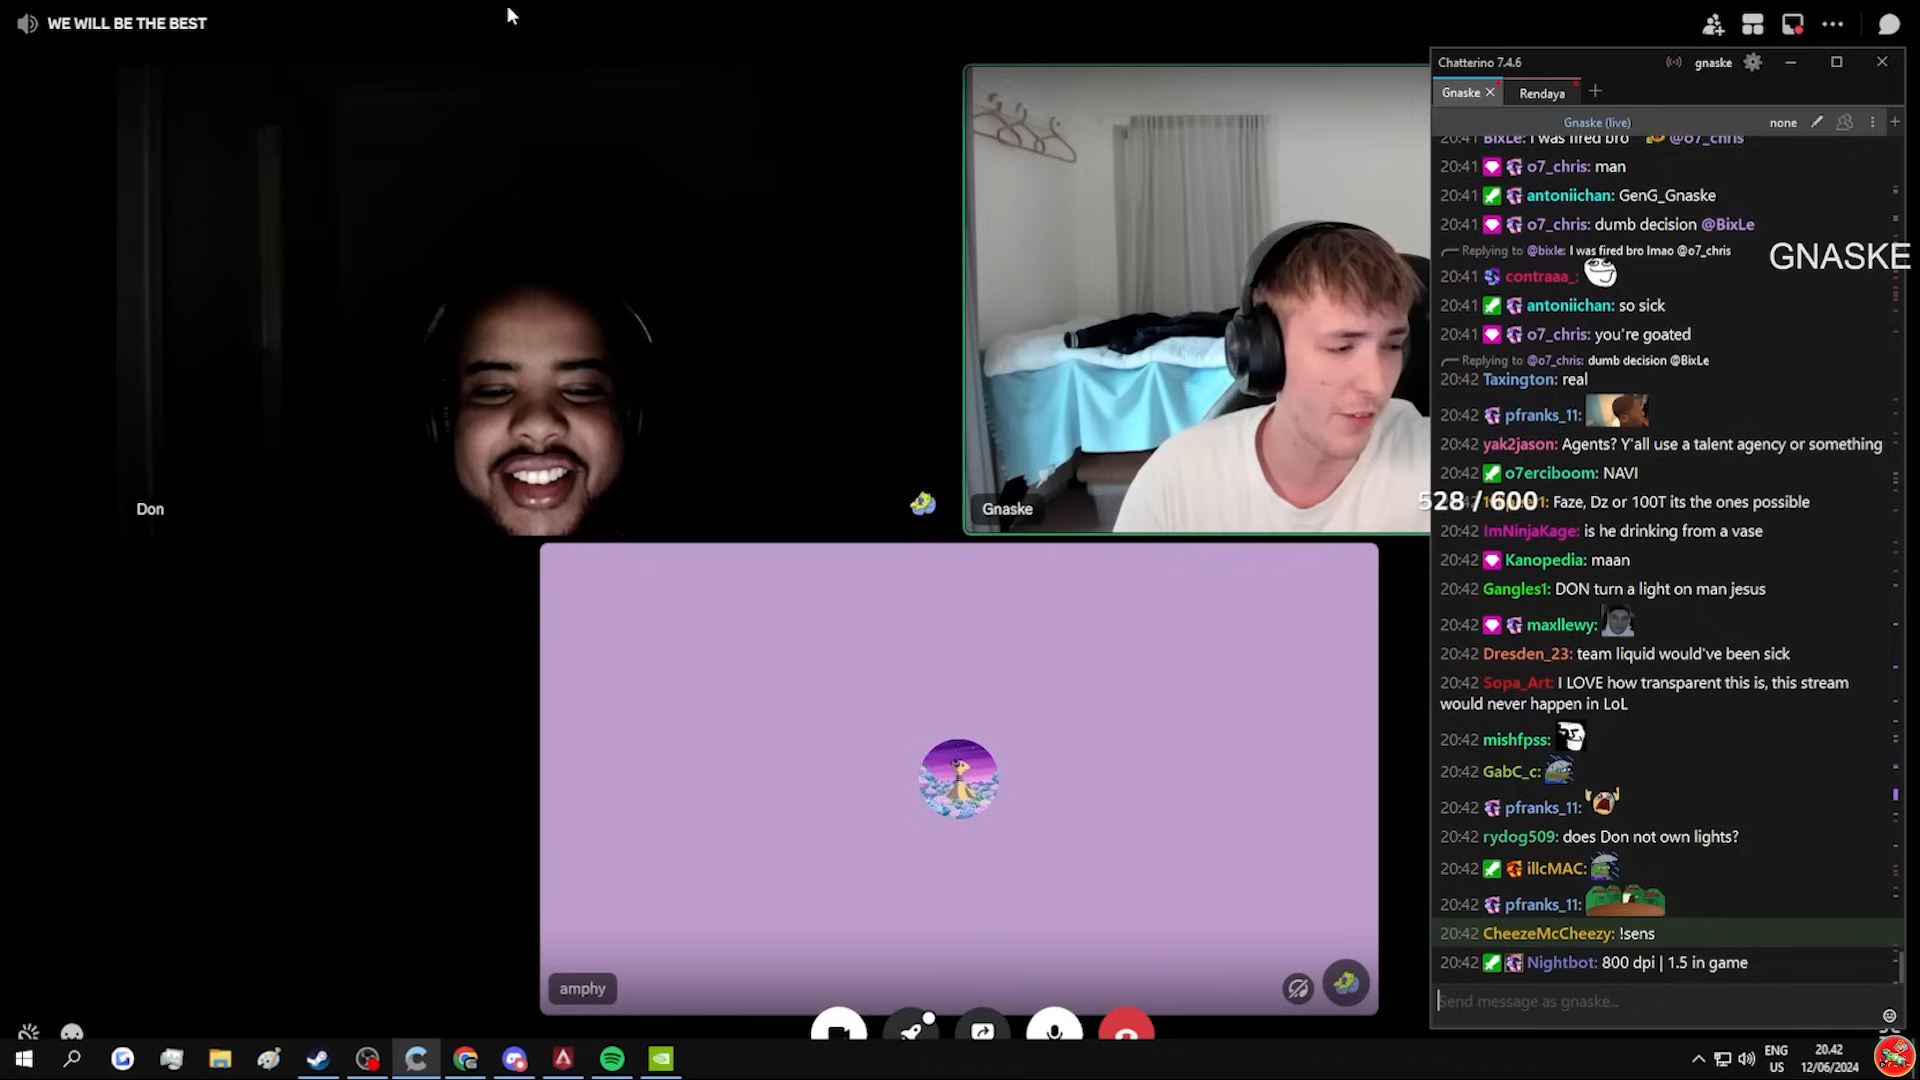 WE WILL BE THE BEST
Don
Gnaske
amphy
Chatterino 7.4.6
gnaske
Gnaske
Rendaya
Gnaske (live)
none
20:41 BixLe: I was fired bro @o7_chris
20:41 o7_chris: man
20:41 antoniichan: GenG_Gnaske
20:41 o7_chris: dumb decision @BixLe
Replying to @bixle: I was fired bro lmao @o7_chris
GNASKE
20:41 contraaa_:
20:41 antoniichan: so sick
20:41 o7_chris: you're goated
Replying to @o7_chris: dumb decision @BixLe
20:42 Taxington: real
20:42 pfranks_11:
20:42 yak2jason: Agents? Y'all use a talent agency or something
20:42 o7erciboom: NAVI
528 / 600
Faze, Dz or 100T its the ones possible
20:42 ImNinjaKage: is he drinking from a vase
20:42 Kanopedia: maan
20:42 Gangles1: DON turn a light on man jesus
20:42 maxllewy:
20:42 Dresden_23: team liquid would've been sick
20:42 Sopa_Art: I LOVE how transparent this is, this stream
would never happen in LoL
20:42 mishfpss:
20:42 GabC_c:
20:42 pfranks_11:
20:42 rydog509: does Don not own lights?
20:42 illcMAC:
20:42 pfranks_11:
20:42 CheezeMcCheezy: !sens
20:42 Nightbot: 800 dpi | 1.5 in game
Send message as gnaske...
ENG
US
20.42
12/06/2024